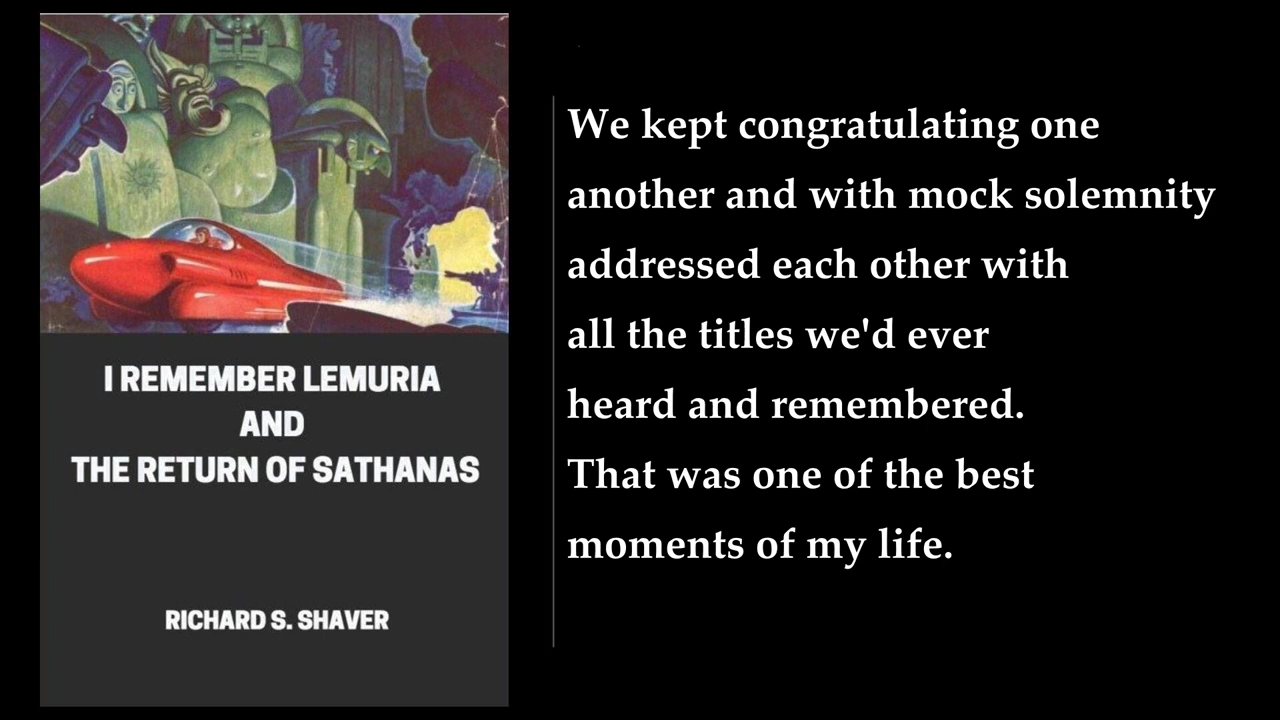 I REMEMBER LEMURIA
AND
THE RETURN OF SATHANAS
RICHARD S. SHAVER
We kept congratulating one
another and with mock solemnity
addressed each other with
all the titles we'd ever
heard and remembered.
That was one of the best
moments of my life.